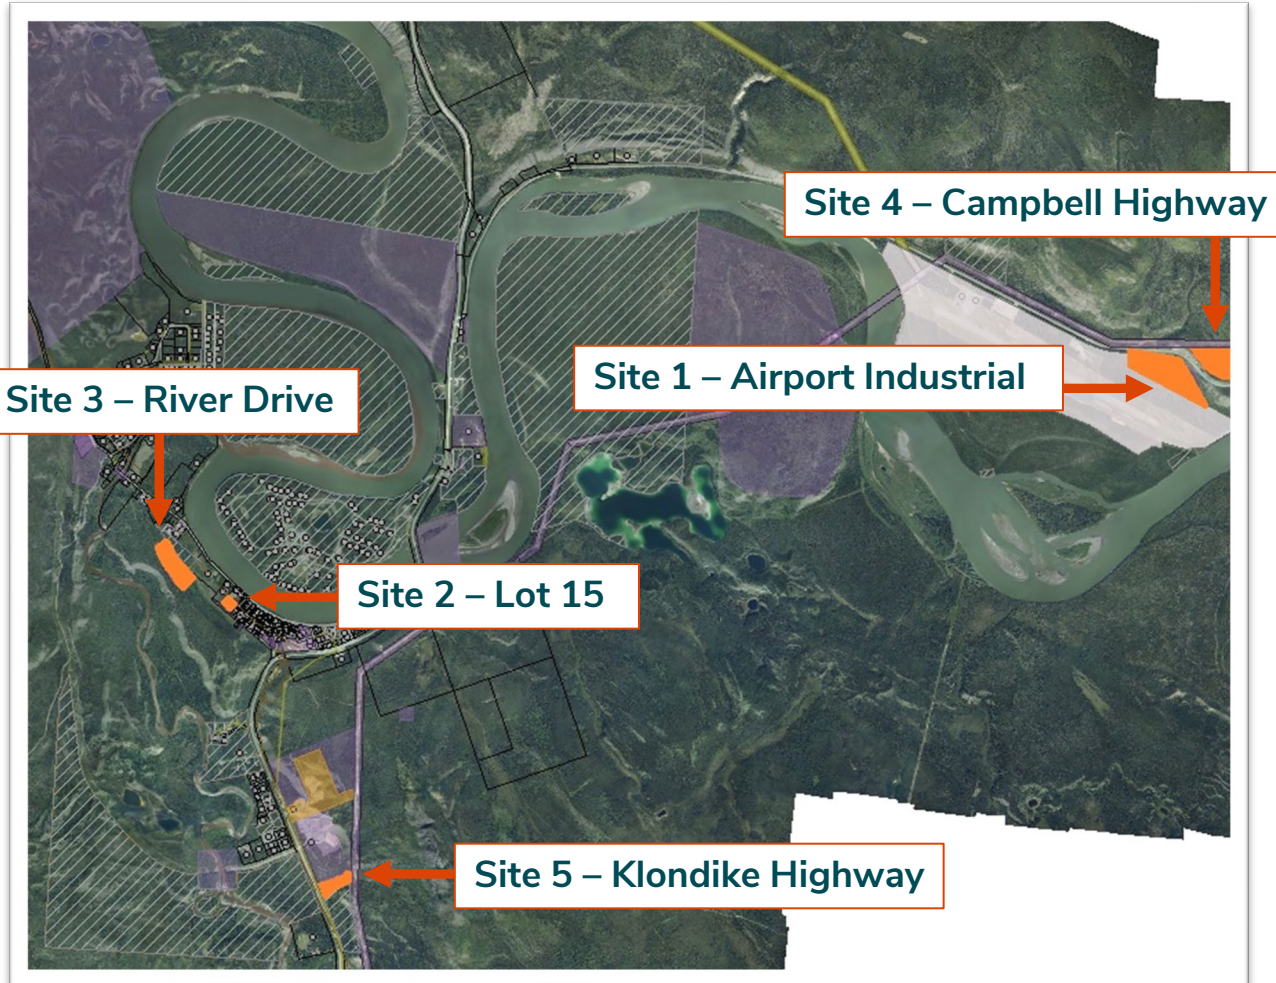 Site 4 – Campbell Highway
Site 1 – Airport Industrial
Site 3 – River Drive
Site 2 – Lot 15
Site 5 – Klondike Highway